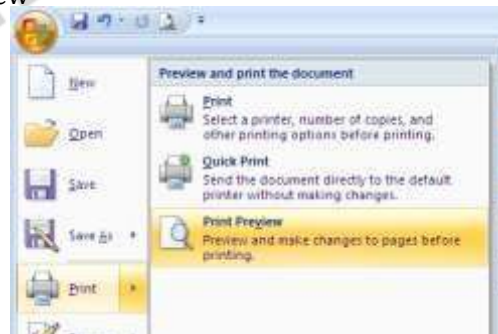 ew
Preview and print the document
New
Print
Select a printer, number of copies, and
other printing options before printing.
Open
Quick Print
Send the document directly to the default
printer without making changes.
Save
Print Preview
Preview and make changes to pages before
printing.
Save As
Print